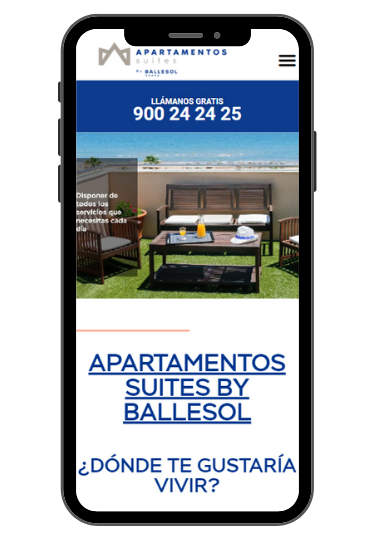 APARTAMENTOS
suites
By BALLESOL
LLÁMANOS GRATIS
900 24 24 25
Disponer de
todos los
servicios que
necesitas cada
día
APARTAMENTOS
SUITES BY
BALLESOL
¿DÓNDE TE GUSTARÍA
VIVIR?